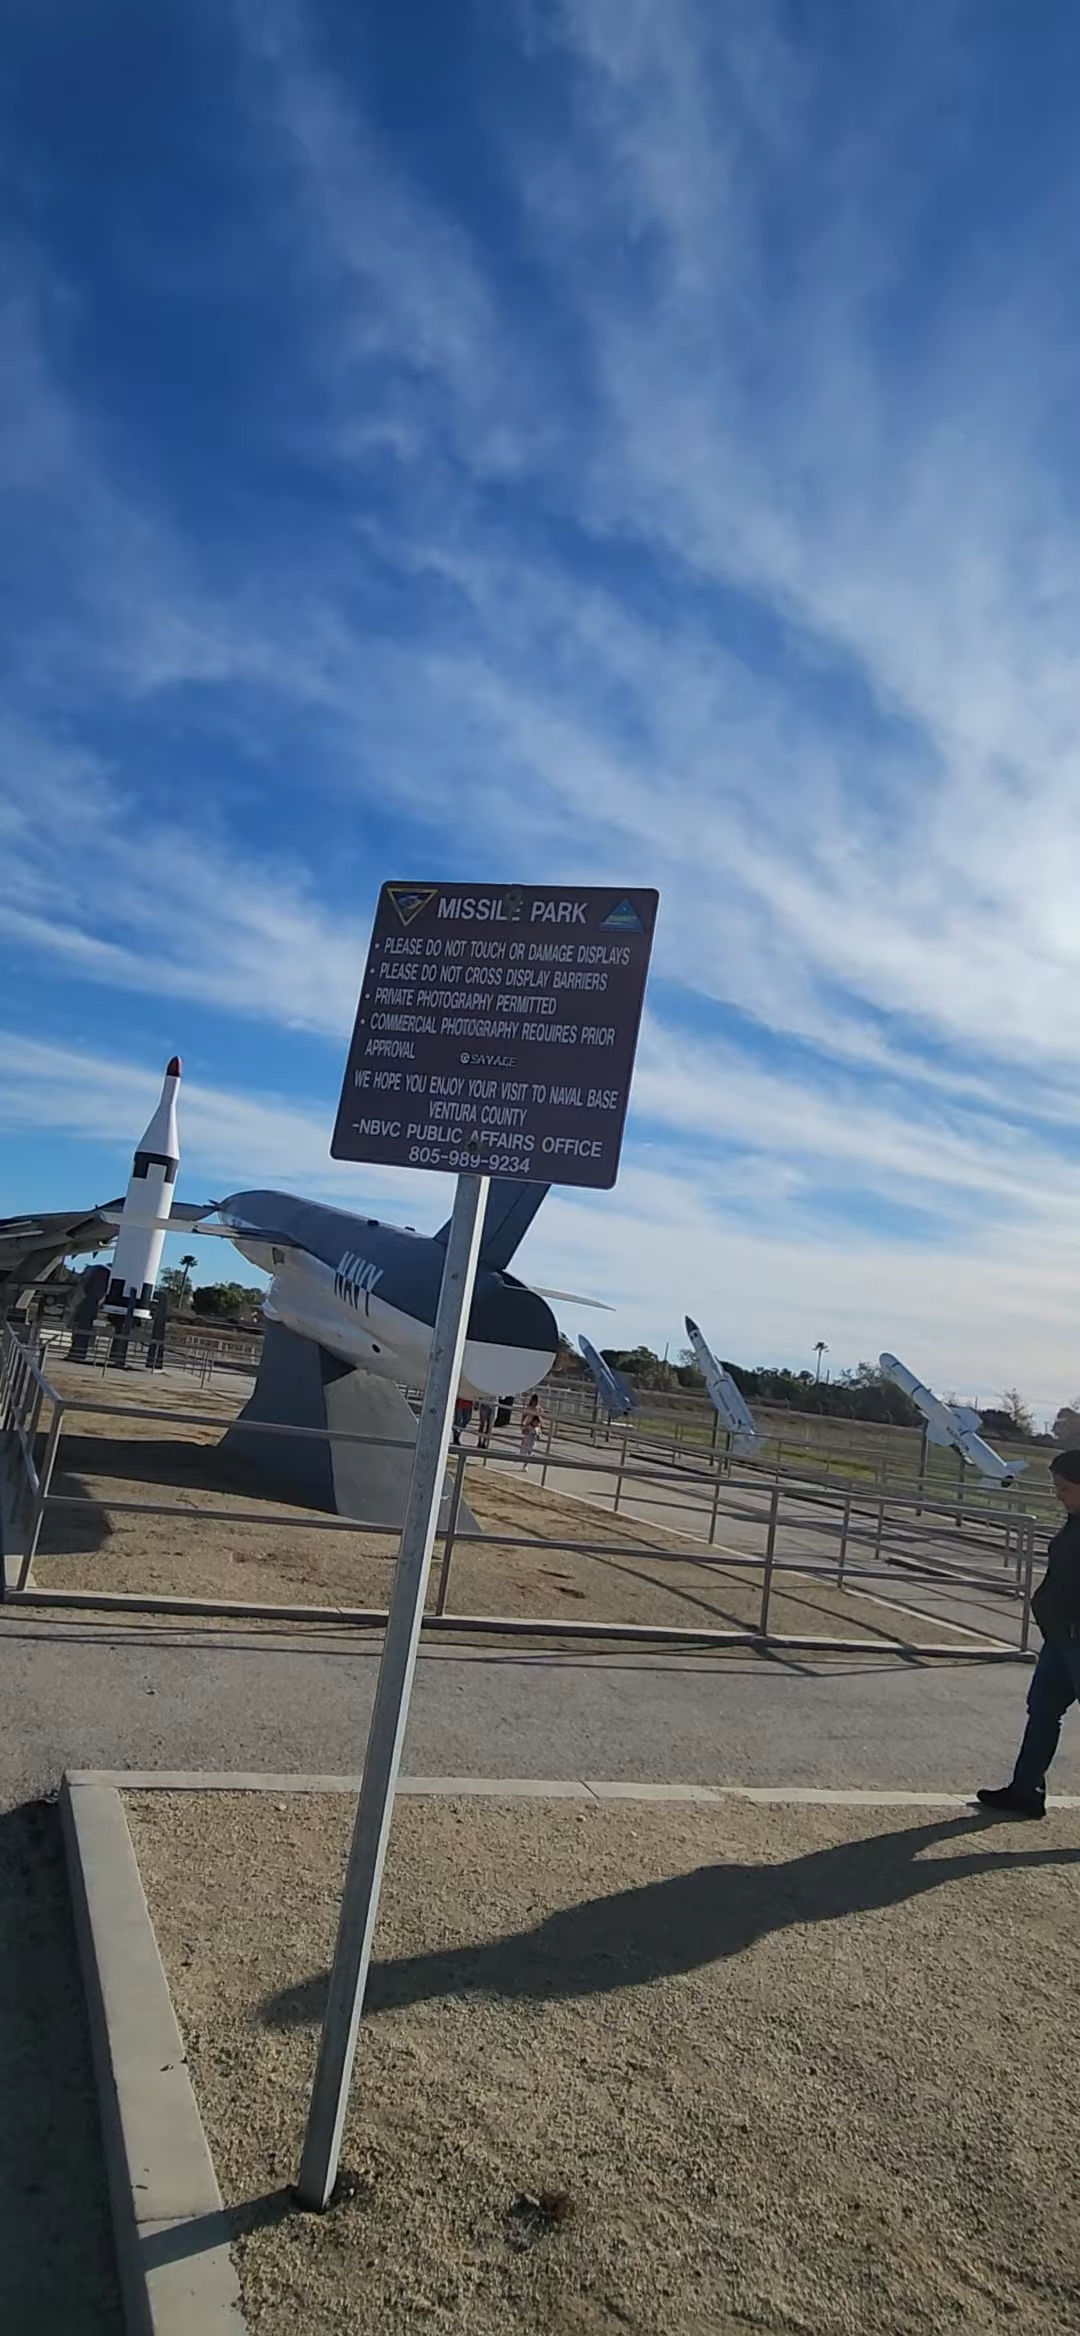 MISSILE PARK
• PLEASE DO NOT TOUCH OR DAMAGE DISPLAYS
• PLEASE DO NOT CROSS DISPLAY BARRIERS
• PRIVATE PHOTOGRAPHY PERMITTED
• COMMERCIAL PHOTOGRAPHY REQUIRES PRIOR
APPROVAL
SAVAGE
WE HOPE YOU ENJOY YOUR VISIT TO NAVAL BASE
VENTURA COUNTY
-NBVC PUBLIC AFFAIRS OFFICE
805-989-9234
NAVY